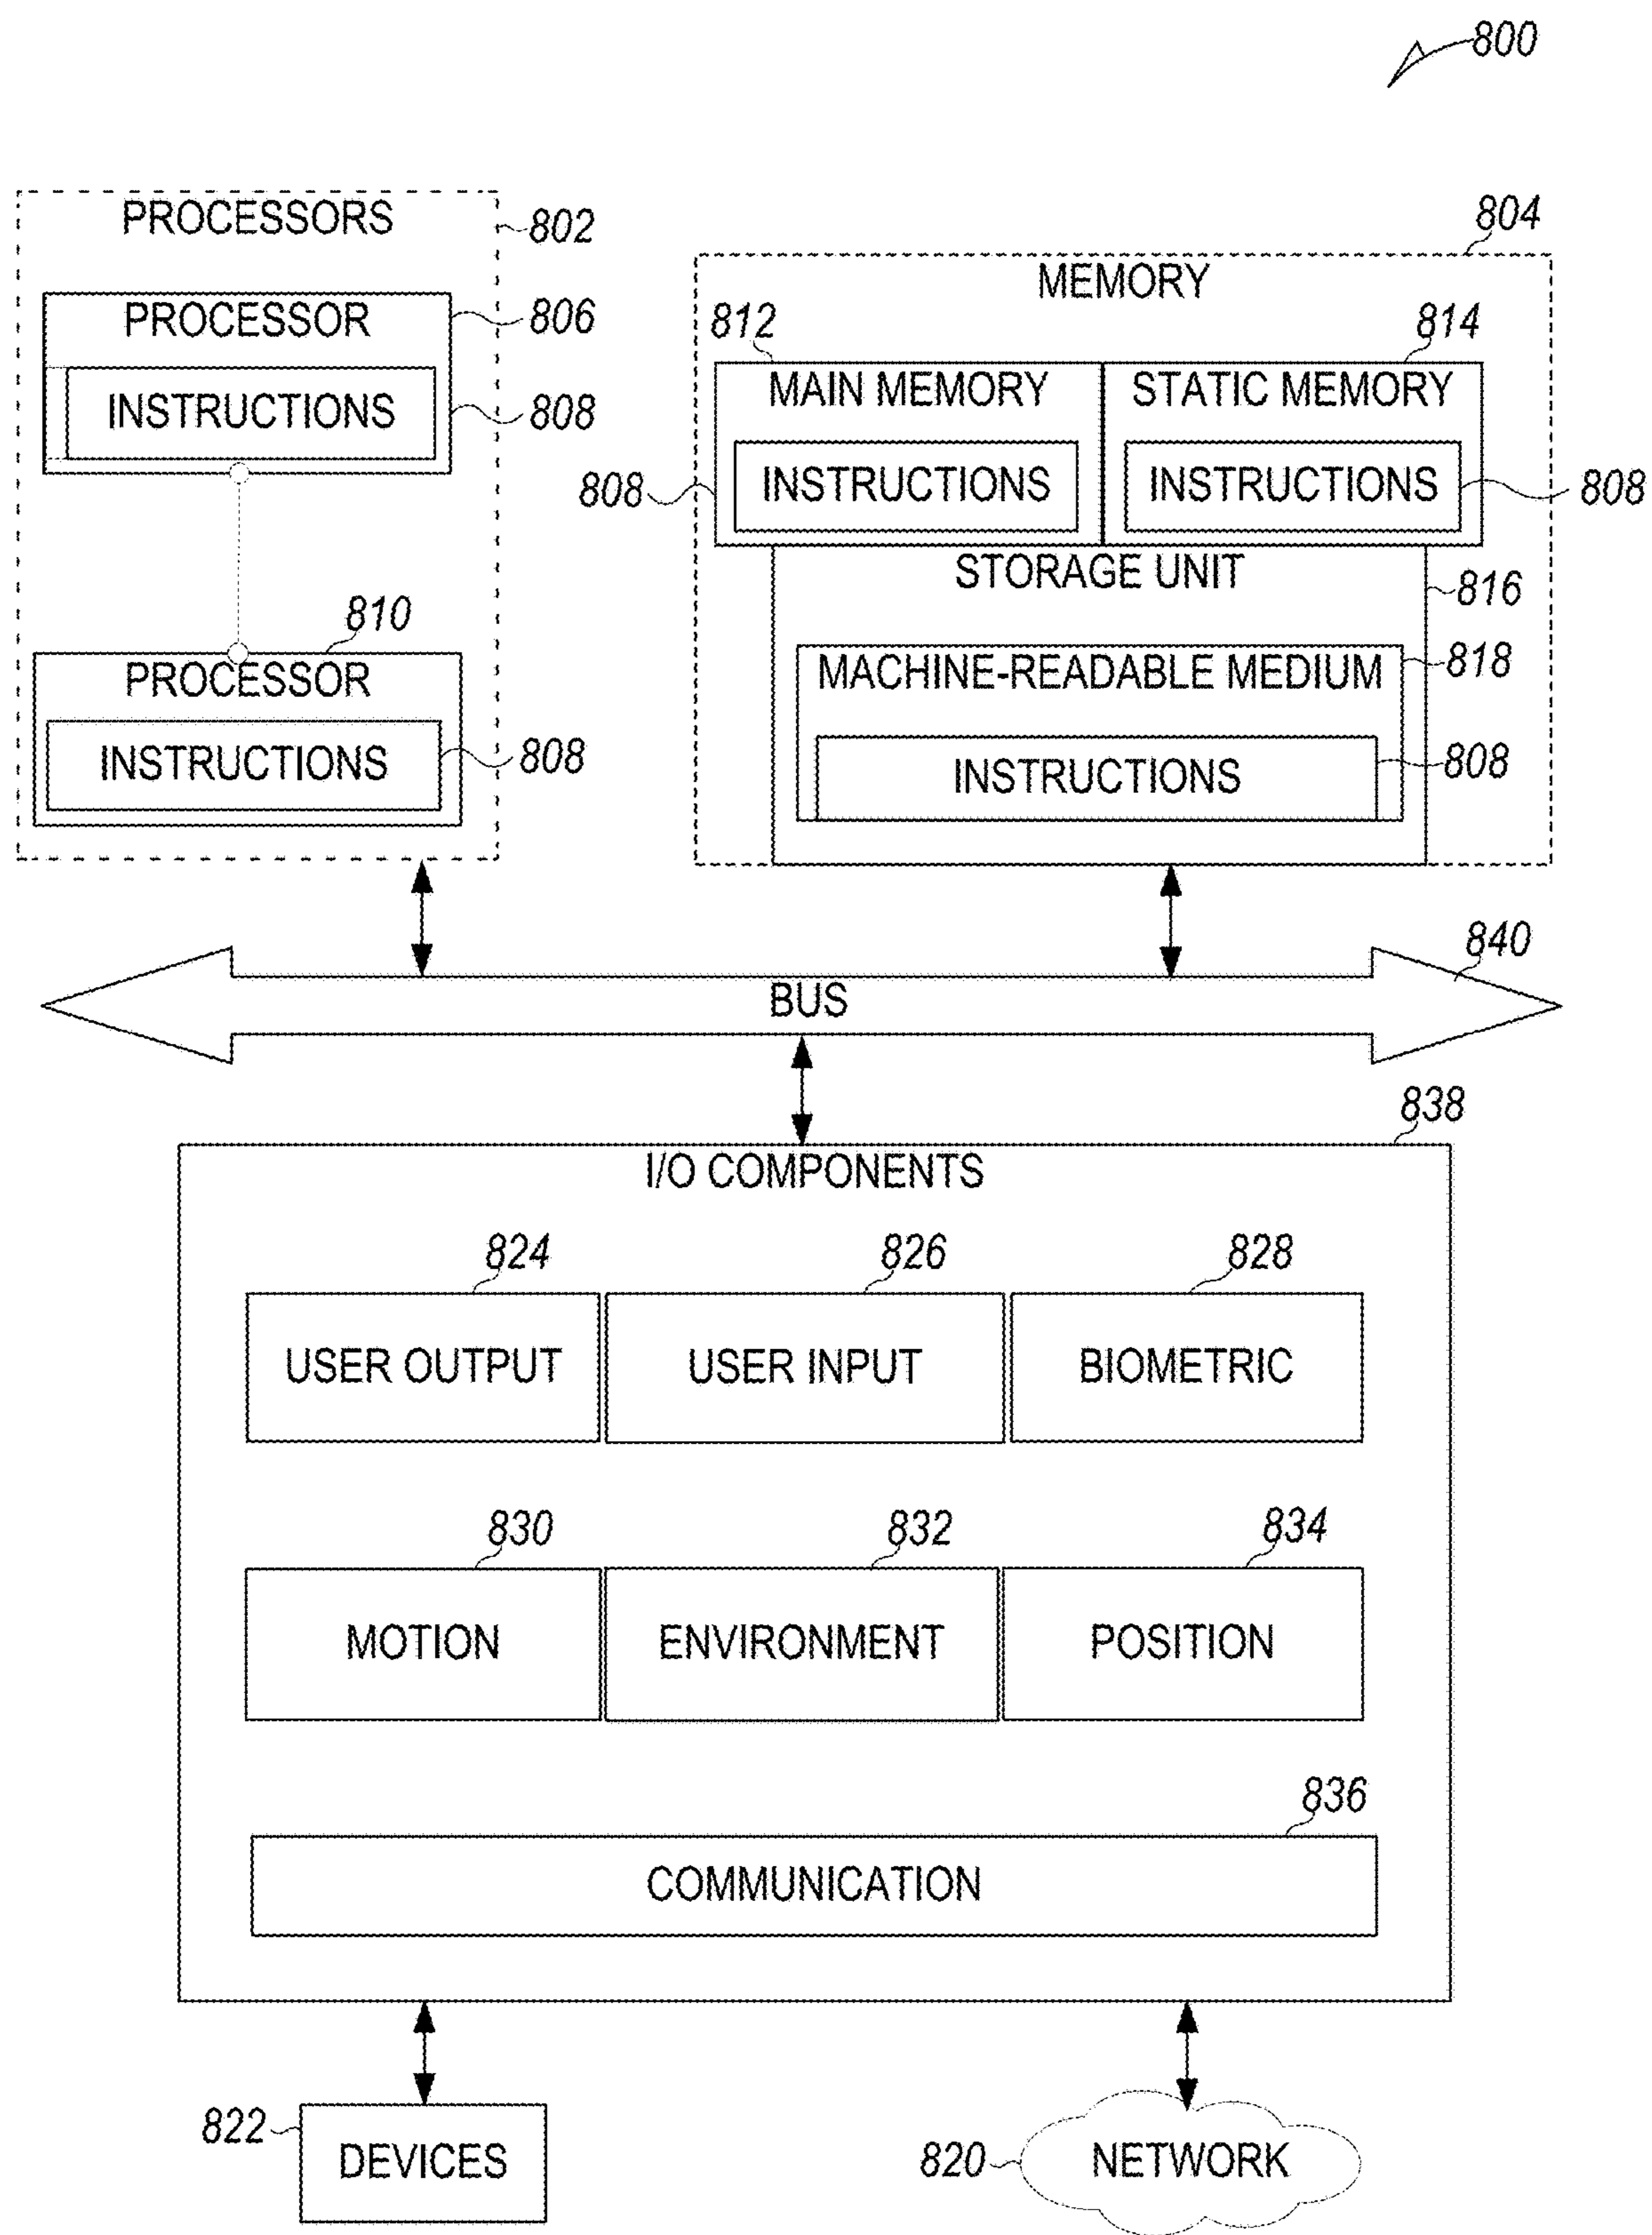 800
PROCESSORS
802
PROCESSOR
806
INSTRUCTIONS
808
810
PROCESSOR
INSTRUCTIONS
808
804
MEMORY
812
814
MAIN MEMORY
STATIC MEMORY
808
INSTRUCTIONS
INSTRUCTIONS
808
STORAGE UNIT
816
MACHINE-READABLE MEDIUM
818
INSTRUCTIONS
808
840
BUS
838
I/O COMPONENTS
824
826
828
USER OUTPUT
USER INPUT
BIOMETRIC
830
832
834
MOTION
ENVIRONMENT
POSITION
836
COMMUNICATION
822
DEVICES
820
NETWORK